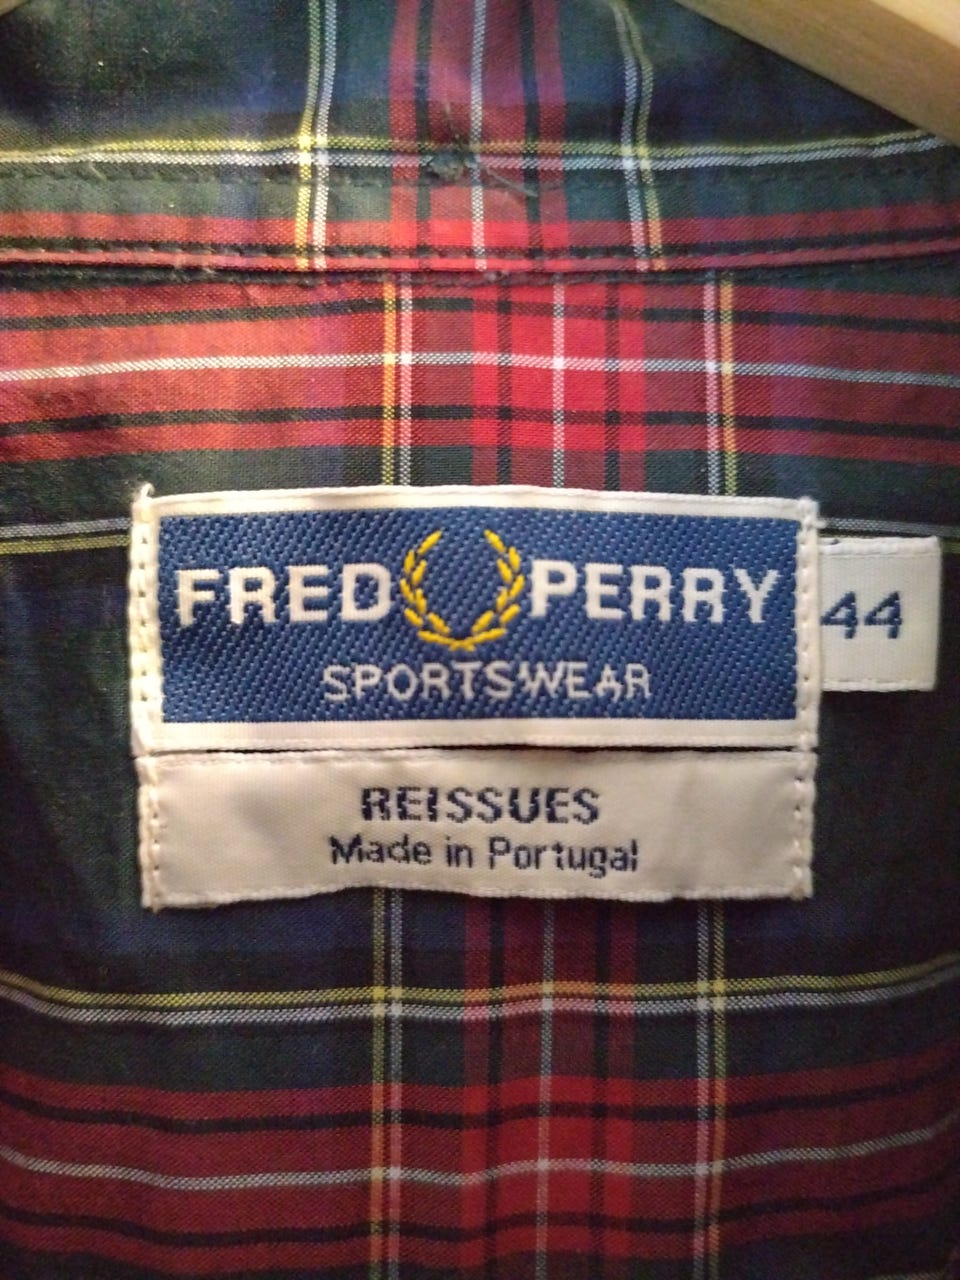 FRED PERRY
SPORTSWEAR
44
REISSUES
Made in Portugal